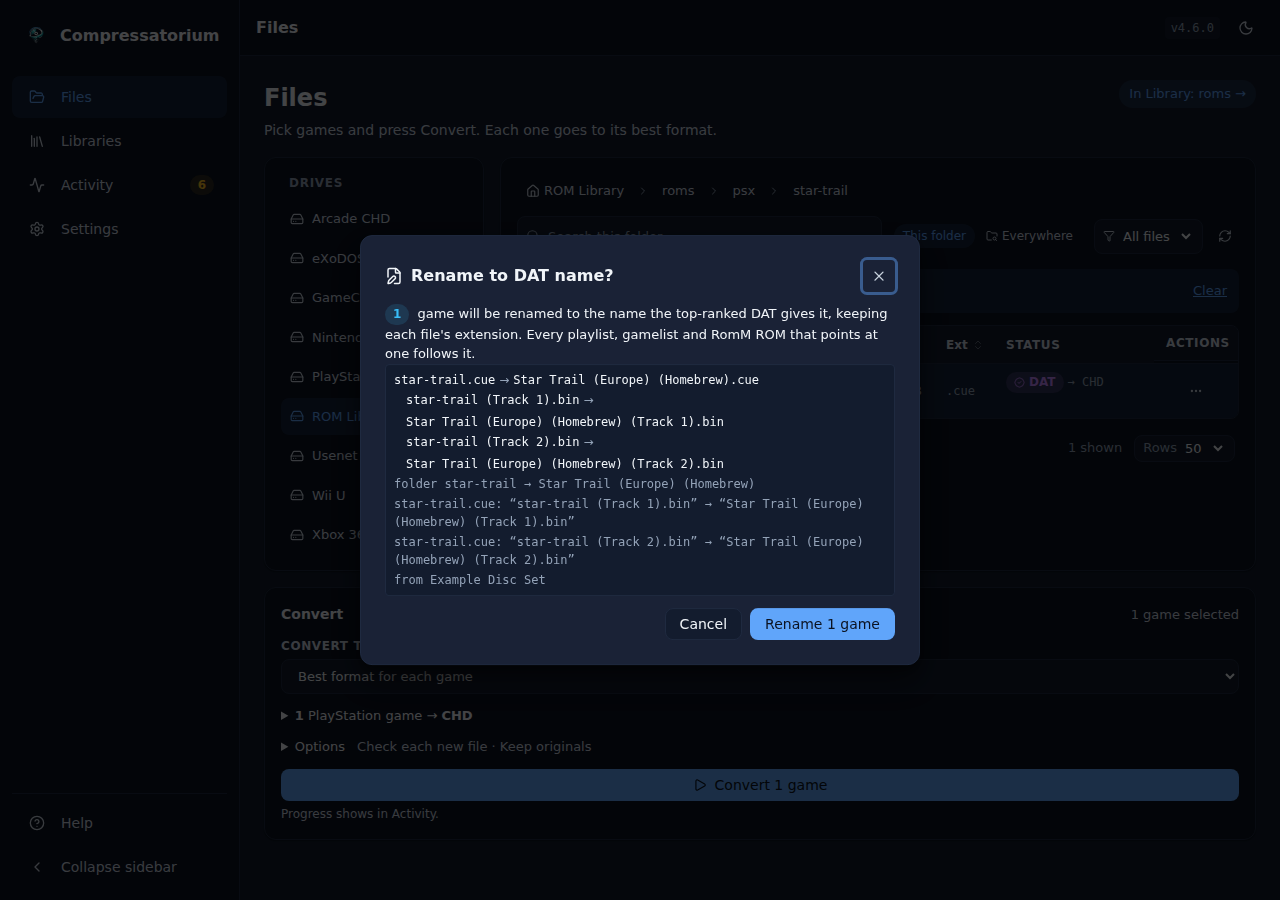 Compressatorium
Files
v4.6.0
Files
Libraries
Activity
6
Settings
Help
Collapse sidebar
Files
In Library: roms →
Pick games and press Convert. Each one goes to its best format.
DRIVES
Arcade CHD
ROM Library
roms
psx
star-trail
This folder
Everywhere
All files
Clear
Usenet
Wii U
Ext
STATUS
ACTIONS
.cue
DAT
→ CHD
1 shown
Rows
50
Rename to DAT name?
1 game will be renamed to the name the top-ranked DAT gives it, keeping
each file's extension. Every playlist, gamelist and RomM ROM that points at
one follows it.
star-trail.cue → Star Trail (Europe) (Homebrew).cue
star-trail (Track 1).bin →
Star Trail (Europe) (Homebrew) (Track 1).bin
star-trail (Track 2).bin →
Star Trail (Europe) (Homebrew) (Track 2).bin
folder star-trail → Star Trail (Europe) (Homebrew)
star-trail.cue: “star-trail (Track 1).bin” → “Star Trail (Europe)
(Homebrew) (Track 1).bin”
star-trail.cue: “star-trail (Track 2).bin” → “Star Trail (Europe)
(Homebrew) (Track 2).bin”
from Example Disc Set
Cancel
Rename 1 game
Convert
1 game selected
Best format for each game
1 PlayStation game → CHD
Options
Check each new file · Keep originals
Convert 1 game
Progress shows in Activity.